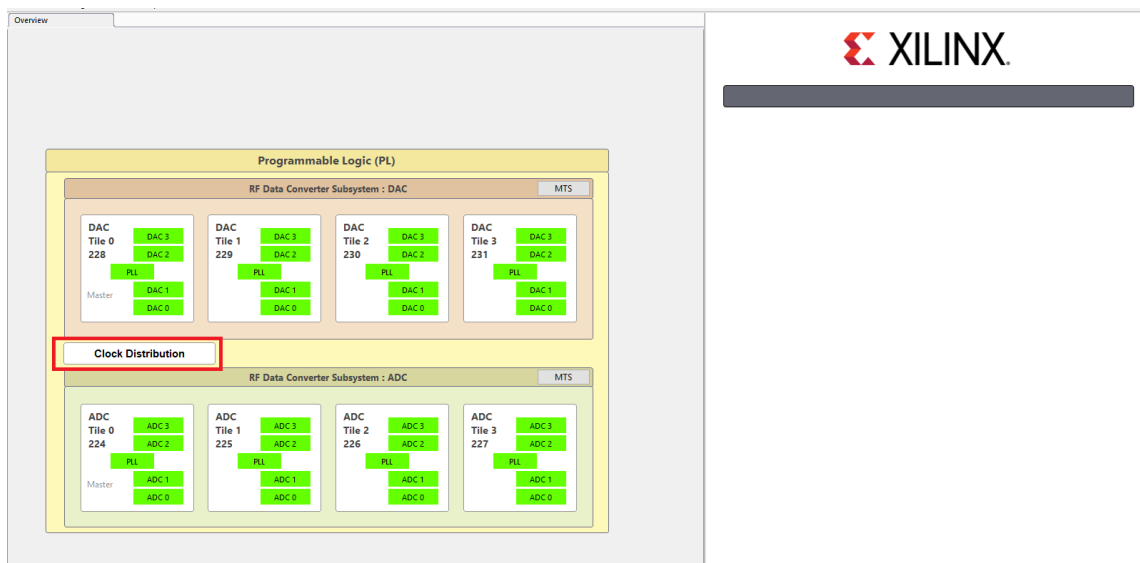 Overview
XILINX.
Programmable Logic (PL)
RF Data Converter Subsystem : DAC
MTS
DAC
Tile 0
228
DAC 3
DAC 2
PLL
Master
DAC 1
DAC 0
DAC
Tile 1
229
DAC 3
DAC 2
PLL
DAC 1
DAC 0
DAC
Tile 2
230
DAC 3
DAC 2
PLL
DAC 1
DAC 0
DAC
Tile 3
231
DAC 3
DAC 2
PLL
DAC 1
DAC 0
Clock Distribution
RF Data Converter Subsystem : ADC
MTS
ADC
Tile 0
224
ADC 3
ADC 2
PLL
Master
ADC 1
ADC 0
ADC
Tile 1
225
ADC 3
ADC 2
PLL
ADC 1
ADC 0
ADC
Tile 2
226
ADC 3
ADC 2
PLL
ADC 1
ADC 0
ADC
Tile 3
227
ADC 3
ADC 2
PLL
ADC 1
ADC 0